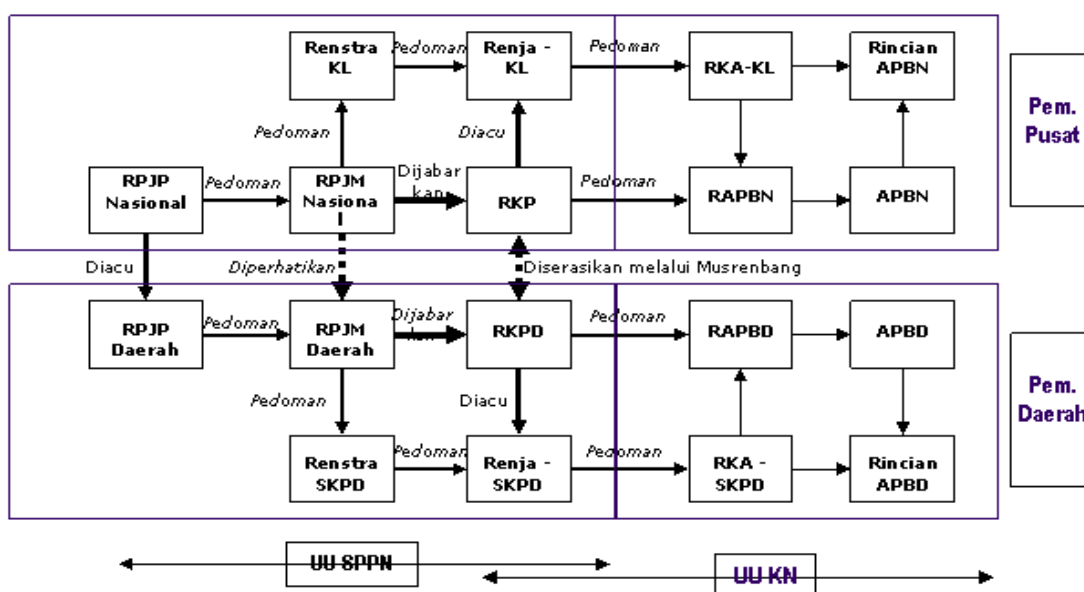 Renstra
KL
Pedoman
Renja -
KL
Pedoman
RKA-KL
Rincian
APBN
Pem.
Pusat
Pedoman
Diacu
RPJP
Nasional
Pedoman
RPJM
Nasiona
Dijabar
kan
RKP
Pedoman
RAPBN
APBN
Diacu
Diperhatikan
Diserasikan melalui Musrenbang
RPJP
Daerah
Pedoman
RPJM
Daerah
Dijabar
kan
RKPD
Pedoman
RAPBD
APBD
Pem.
Daerah
Pedoman
Diacu
Renstra
SKPD
Pedoman
Renja -
SKPD
Pedoman
RKA -
SKPD
Rincian
APBD
UU SPPN
UU KN